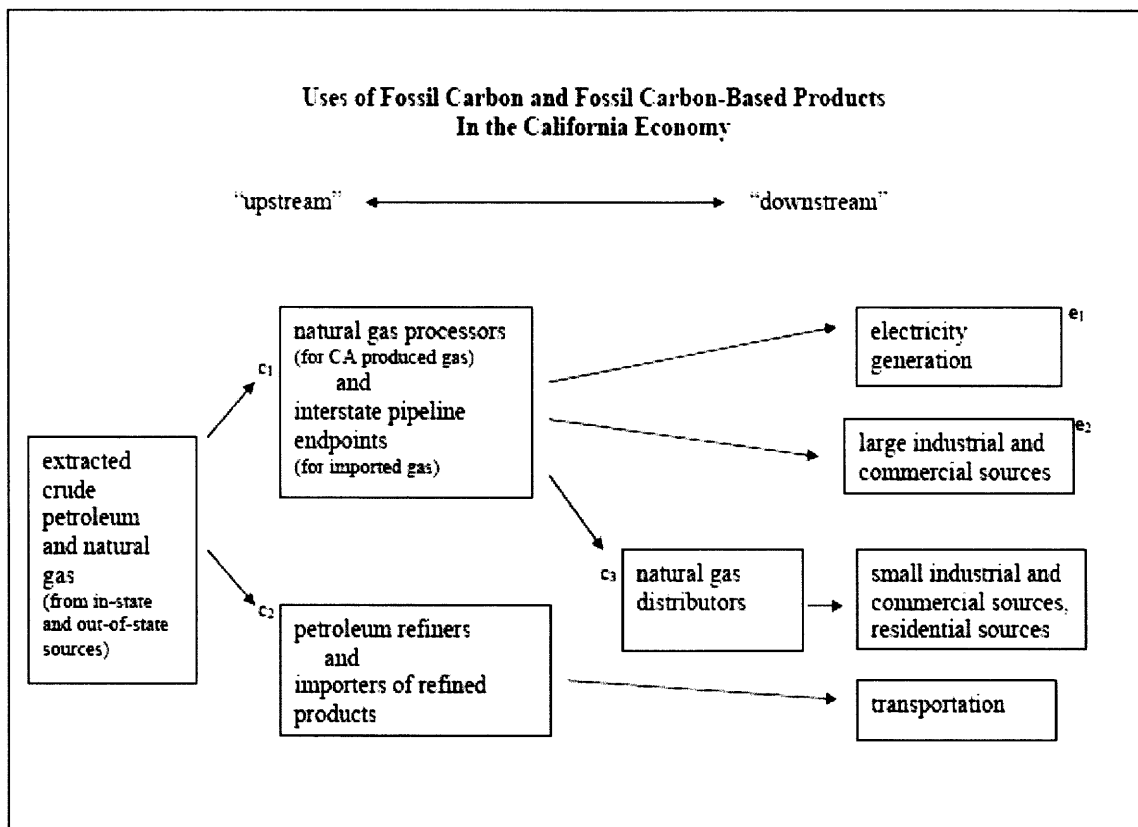 Uses of Fossil Carbon and Fossil Carbon-Based Products
In the California Economy
“upstream”
“downstream”
c1
natural gas processors
(for CA produced gas)
and
interstate pipeline
endpoints
(for imported gas)
e1
electricity
generation
e2
large industrial and
commercial sources
extracted
crude
petroleum
and natural
gas
(from in-state
and out-of-state
sources)
c3
natural gas
distributors
small industrial and
commercial sources,
residential sources
c2
petroleum refiners
and
importers of refined
products
transportation